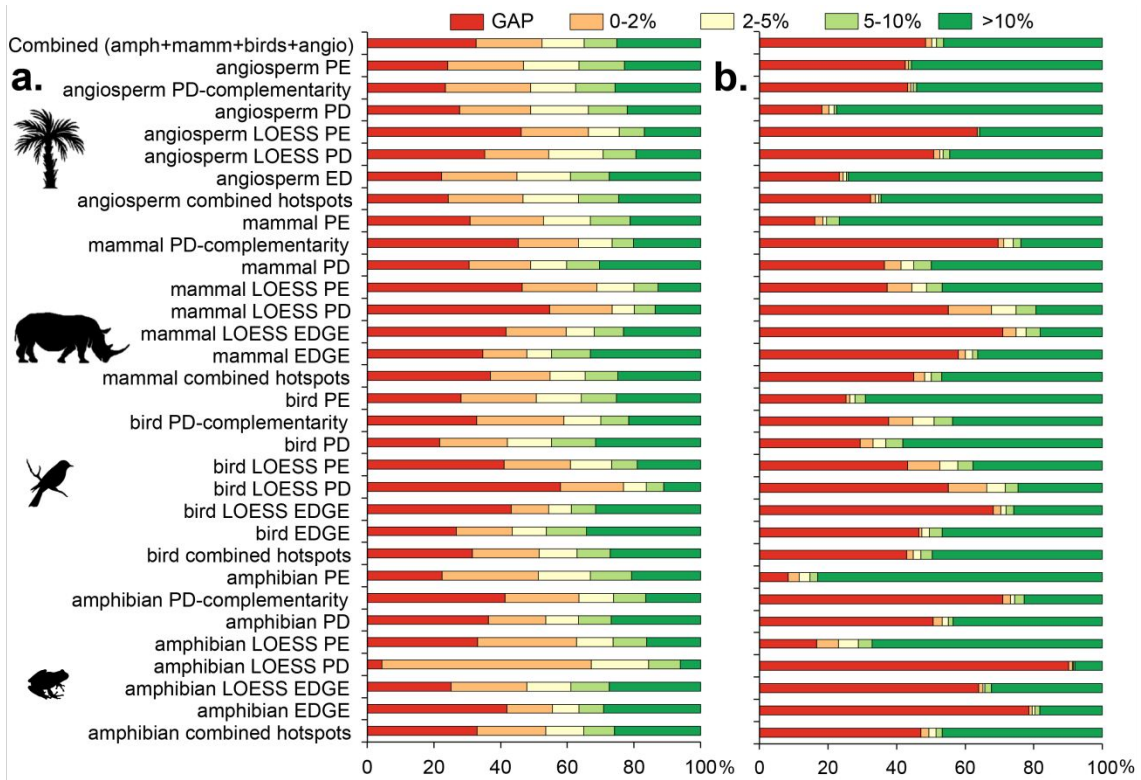 GAP 0-2% 2-5% 5-10% >10%
a. b.
Combined (amph+mamm+birds+angio)
angiosperm PE
angiosperm PD-complementarity
angiosperm PD
angiosperm LOESS PE
angiosperm LOESS PD
angiosperm ED
angiosperm combined hotspots
mammal PE
mammal PD-complementarity
mammal PD
mammal LOESS PE
mammal LOESS PD
mammal LOESS EDGE
mammal EDGE
mammal combined hotspots
bird PE
bird PD-complementarity
bird PD
bird LOESS PE
bird LOESS PD
bird LOESS EDGE
bird EDGE
bird combined hotspots
amphibian PE
amphibian PD-complementarity
amphibian PD
amphibian LOESS PE
amphibian LOESS PD
amphibian LOESS EDGE
amphibian EDGE
amphibian combined hotspots
0 20 40 60 80 100% 0 20 40 60 80 100%